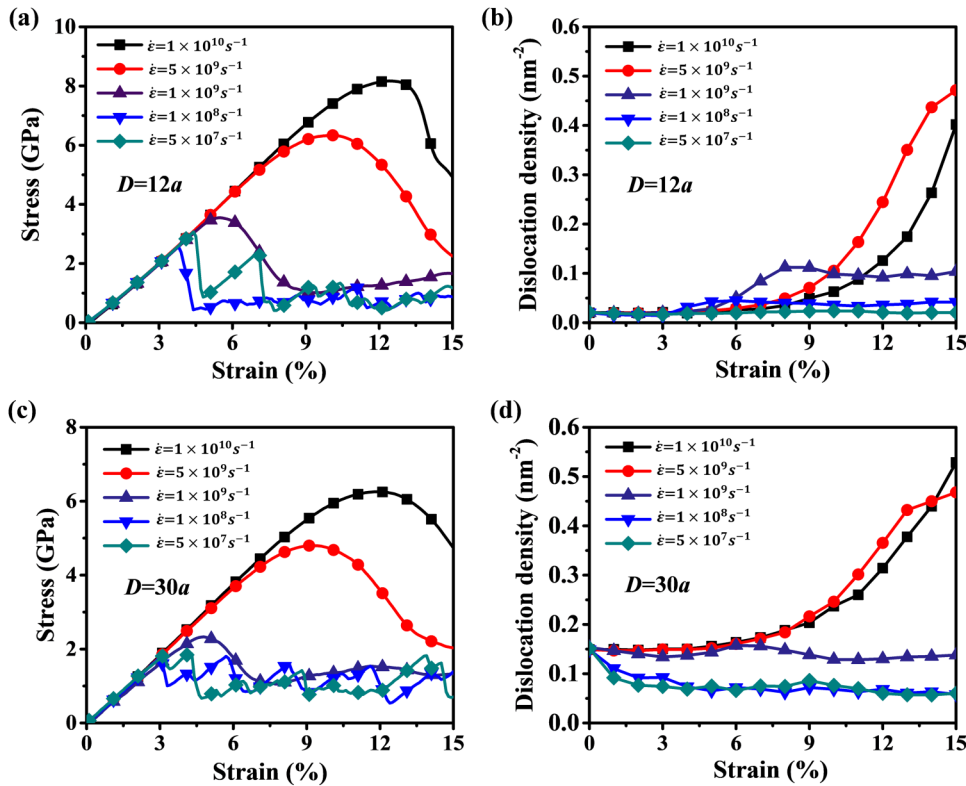 (a)
10
8
6
4
2
0
Stress (GPa)
ε̇=1 × 10¹⁰s⁻¹
ε̇=5 × 10⁹s⁻¹
ε̇=1 × 10⁹s⁻¹
ε̇=1 × 10⁸s⁻¹
ε̇=5 × 10⁷s⁻¹
D=12a
0 3 6 9 12 15
Strain (%)
(b)
0.6
0.5
0.4
0.3
0.2
0.1
0.0
Dislocation density (nm⁻²)
ε̇=1 × 10¹⁰s⁻¹
ε̇=5 × 10⁹s⁻¹
ε̇=1 × 10⁹s⁻¹
ε̇=1 × 10⁸s⁻¹
ε̇=5 × 10⁷s⁻¹
D=12a
0 3 6 9 12 15
Strain (%)
(c)
8
6
4
2
0
Stress (GPa)
ε̇=1 × 10¹⁰s⁻¹
ε̇=5 × 10⁹s⁻¹
ε̇=1 × 10⁹s⁻¹
ε̇=1 × 10⁸s⁻¹
ε̇=5 × 10⁷s⁻¹
D=30a
0 3 6 9 12 15
Strain (%)
(d)
0.6
0.5
0.4
0.3
0.2
0.1
0.0
Dislocation density (nm⁻²)
ε̇=1 × 10¹⁰s⁻¹
ε̇=5 × 10⁹s⁻¹
ε̇=1 × 10⁹s⁻¹
ε̇=1 × 10⁸s⁻¹
ε̇=5 × 10⁷s⁻¹
D=30a
0 3 6 9 12 15
Strain (%)